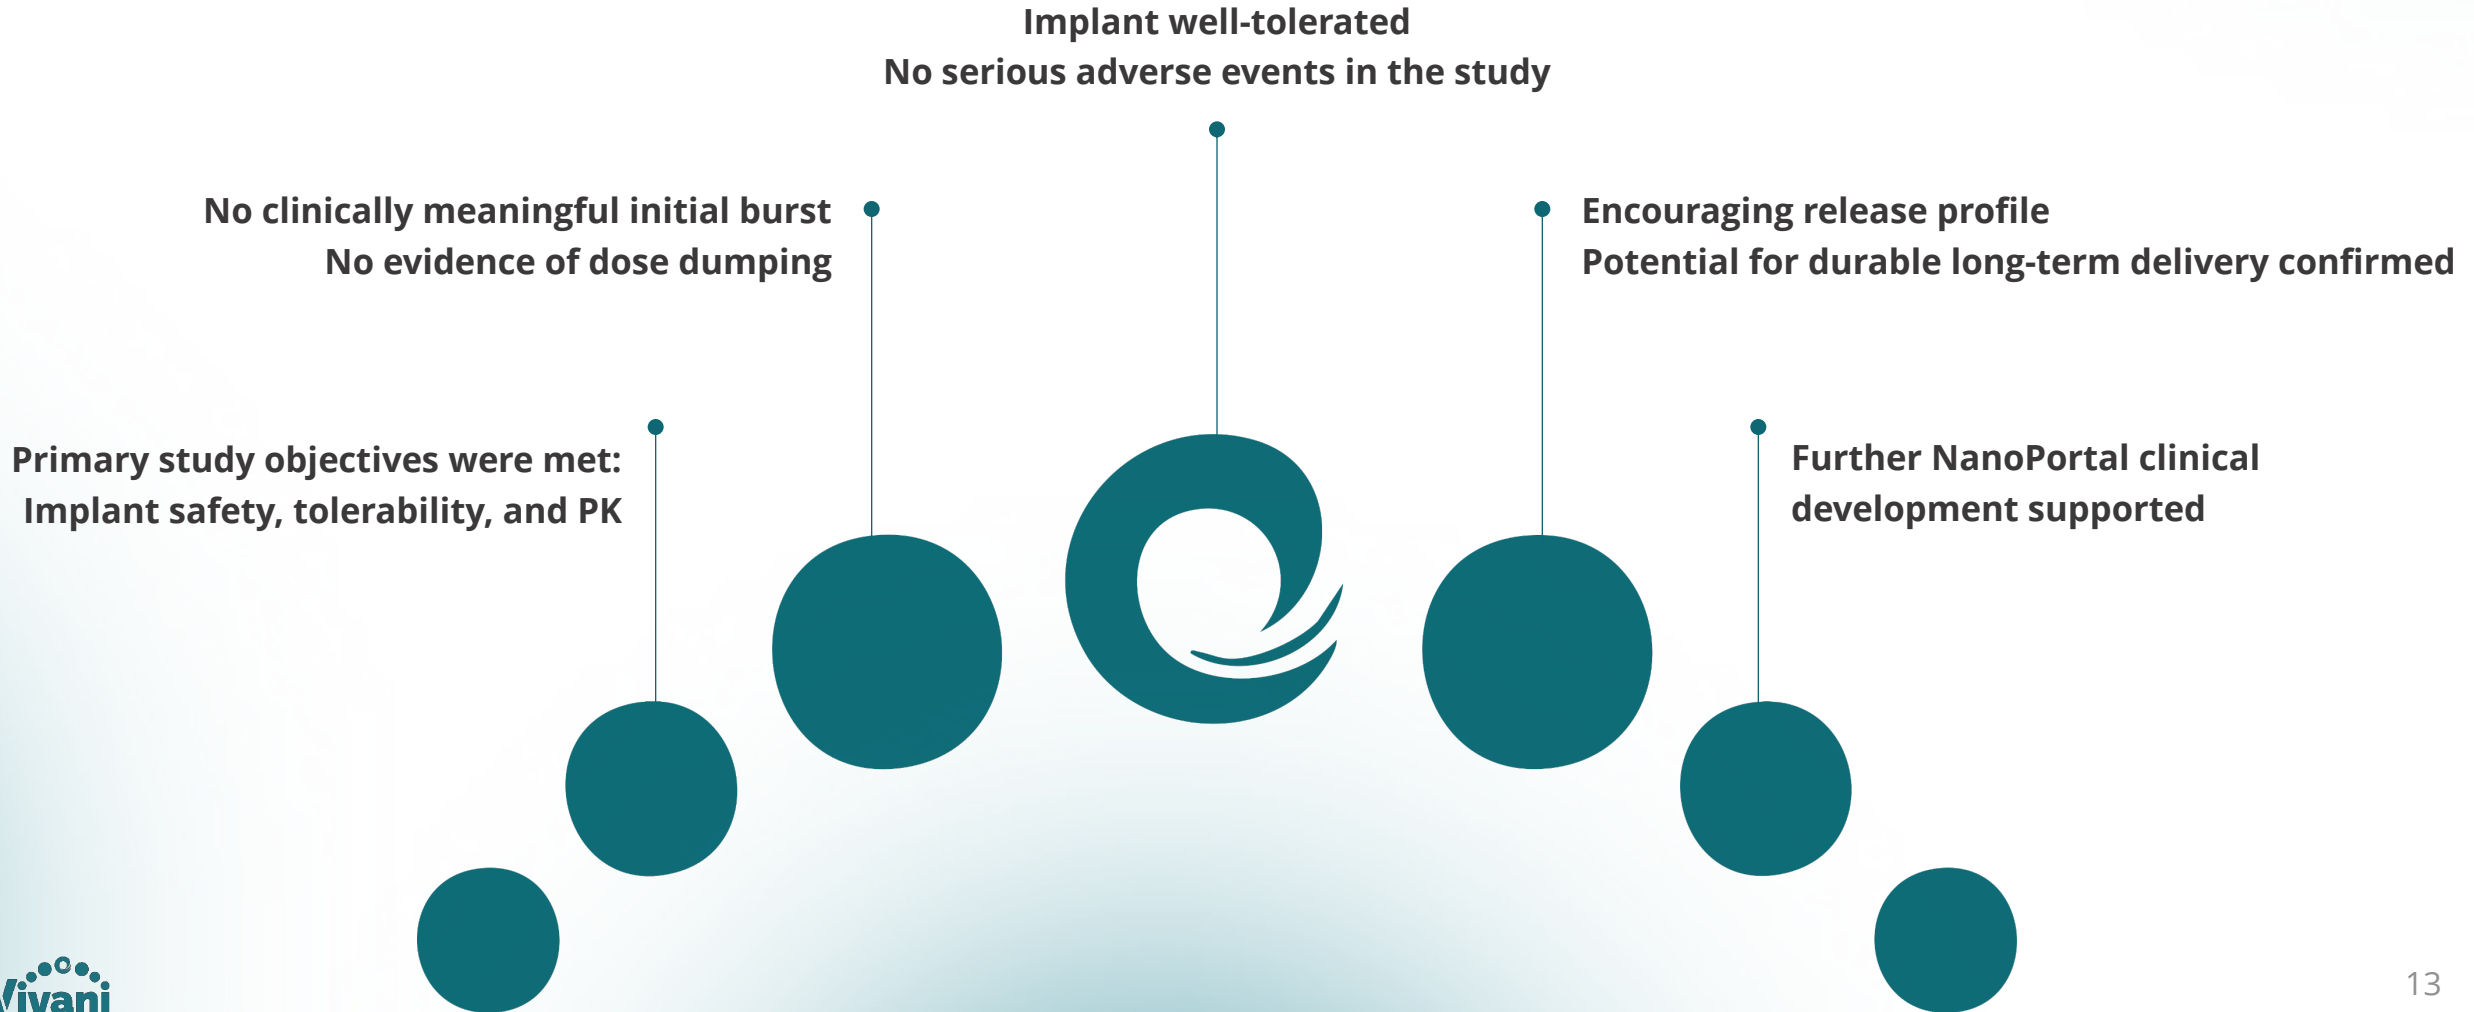 Implant well-tolerated
No serious adverse events in the study
No clinically meaningful initial burst
No evidence of dose dumping
Encouraging release profile
Potential for durable long-term delivery confirmed
Primary study objectives were met:
Implant safety, tolerability, and PK
Further NanoPortal clinical
development supported
Vivani
13